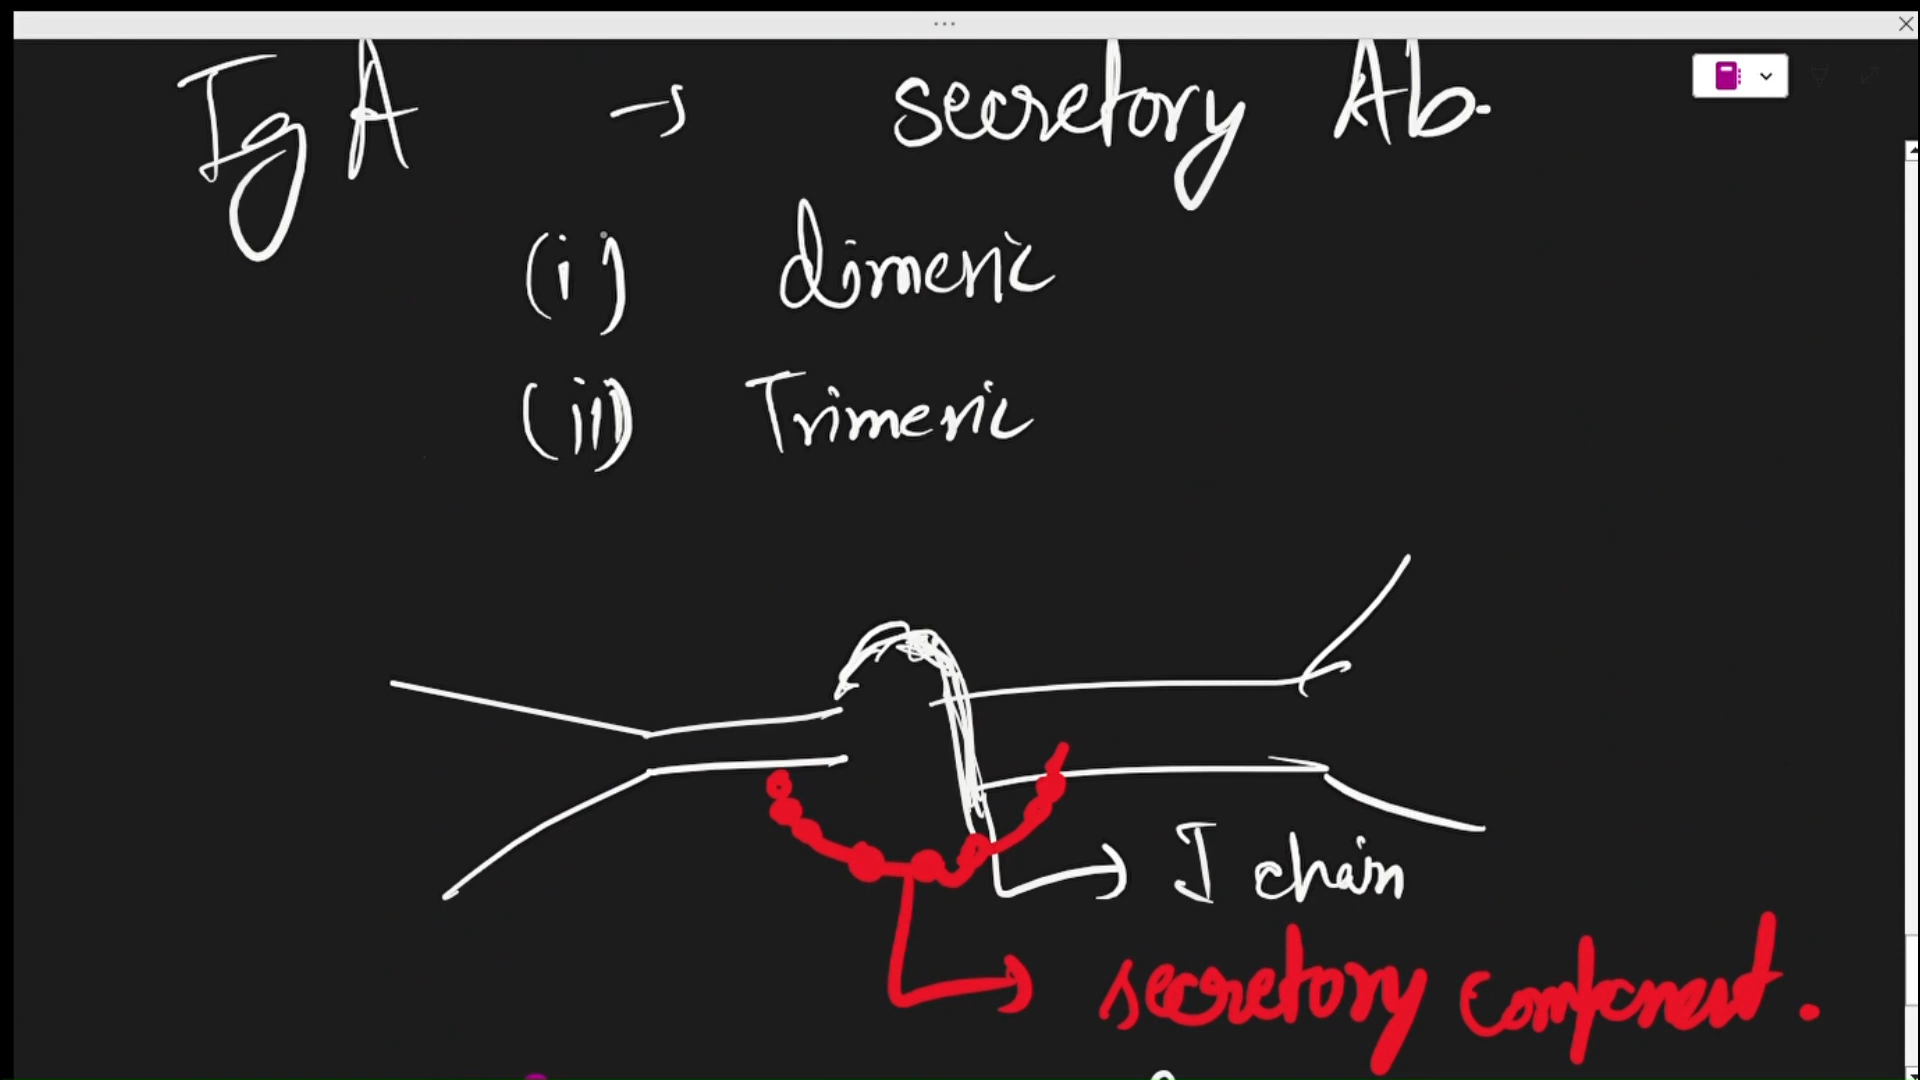 IgA → secretory Ab.
(i) dimeric
(ii) Trimeric
→ J chain
→ secretory component.